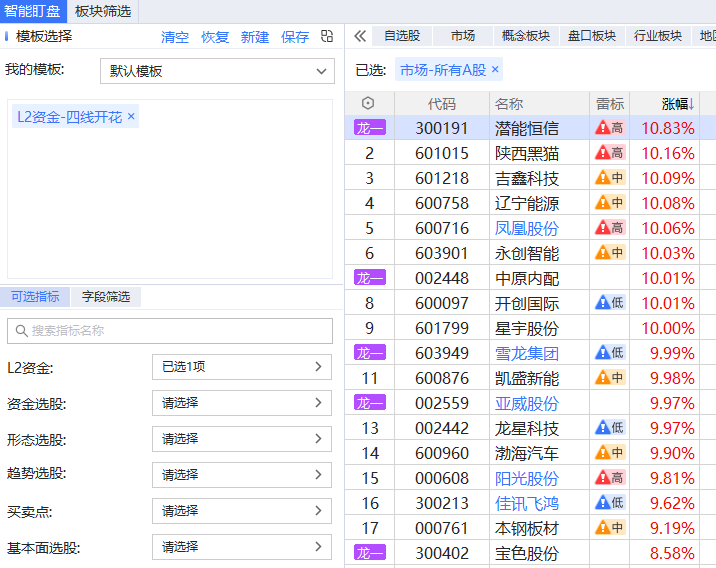 智能盯盘 板块筛选
模板选择 清空 恢复 新建 保存
我的模板: 默认模板
L2资金-四线开花 ×
可选指标 字段筛选
搜索指标名称
L2资金: 已选1项
资金选股: 请选择
形态选股: 请选择
趋势选股: 请选择
买卖点: 请选择
基本面选股: 请选择
自选股 市场 概念板块 盘口板块 行业板块 地区
已选: 市场-所有A股 ×
代码 名称 雷标 涨幅↓
龙一 300191 潜能恒信 高 10.83%
2 601015 陕西黑猫 高 10.16%
3 601218 吉鑫科技 中 10.09%
4 600758 辽宁能源 中 10.08%
5 600716 凤凰股份 高 10.06%
6 603901 永创智能 中 10.03%
龙一 002448 中原内配 10.01%
8 600097 开创国际 低 10.01%
9 601799 星宇股份 10.00%
龙一 603949 雪龙集团 低 9.99%
11 600876 凯盛新能 中 9.98%
龙一 002559 亚威股份 9.97%
13 002442 龙星科技 低 9.97%
14 600960 渤海汽车 中 9.90%
15 000608 阳光股份 高 9.81%
16 300213 佳讯飞鸿 低 9.62%
17 000761 本钢板材 中 9.19%
龙一 300402 宝色股份 8.58%